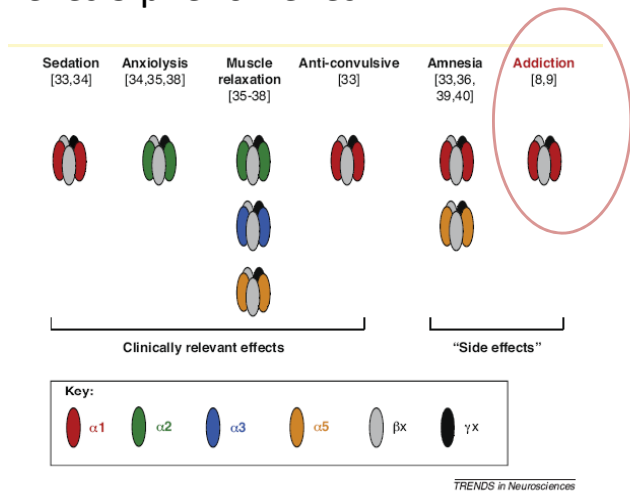 Sedation
[33,34]
Anxiolysis
[34,35,38]
Muscle
relaxation
[35-38]
Anti-convulsive
[33]
Amnesia
[33,36,
39,40]
Addiction
[8,9]
Clinically relevant effects
“Side effects”
Key:
α1
α2
α3
α5
βx
γx
TRENDS in Neurosciences